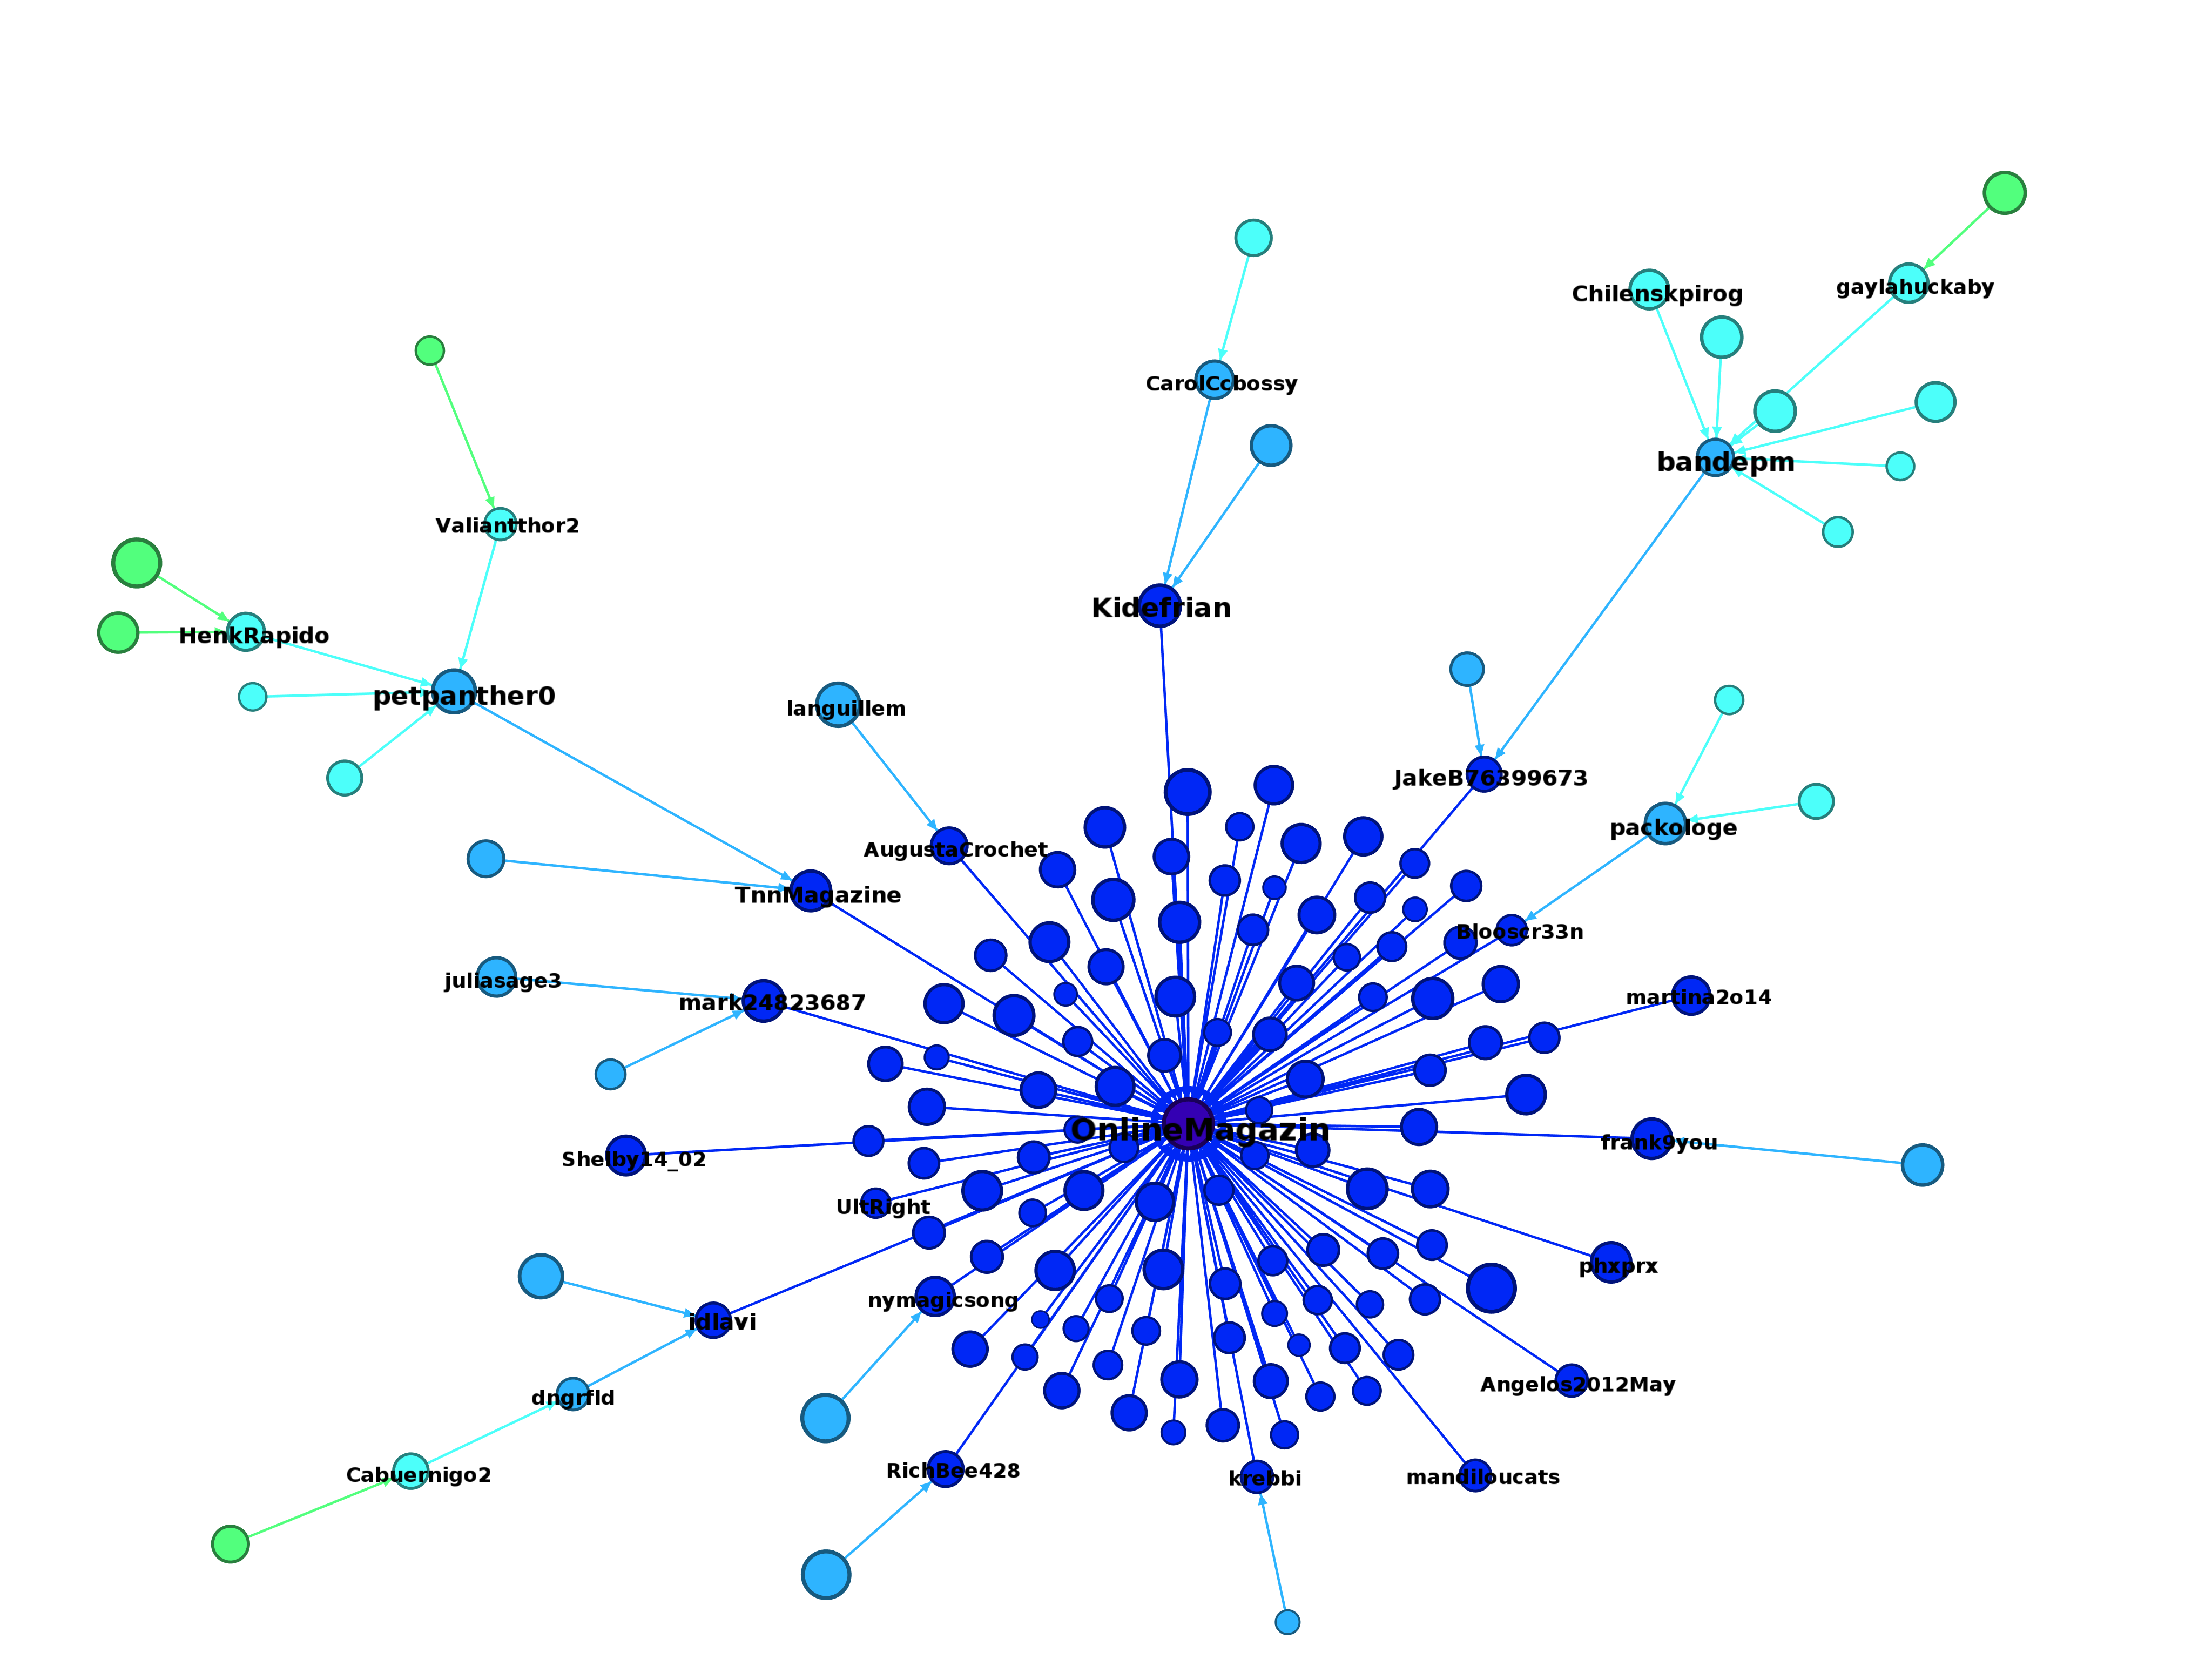 gaylahuckaby
Chilenskpirog
CarolCcbossy
bandepm
Valiantthor2
Kidefrian
HenkRapido
petpanther0
languillem
JakeB76399673
packologe
AugustaCrochet
TnnMagazine
Blooscr33n
juliasage3
mark24823687
martina2o14
OnlineMagazin
frank9you
Shelby14_02
UltRight
phxprx
nymagicsong
idlavi
Angelos2012May
dngrfld
RichBee428
krebbi
mandiloucats
Cabuernigo2